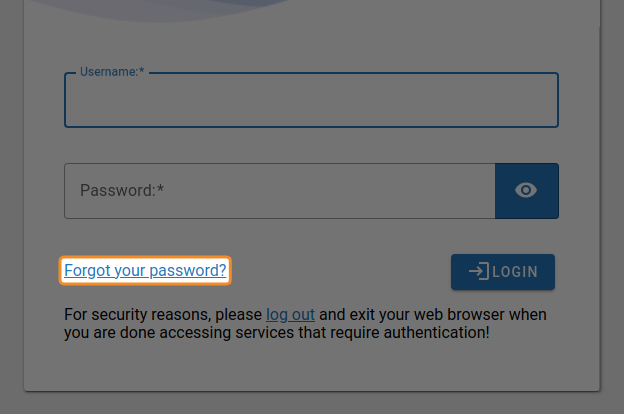 Username:*
Password:*
Forgot your password?
LOGIN
For security reasons, please log out and exit your web browser when
you are done accessing services that require authentication!